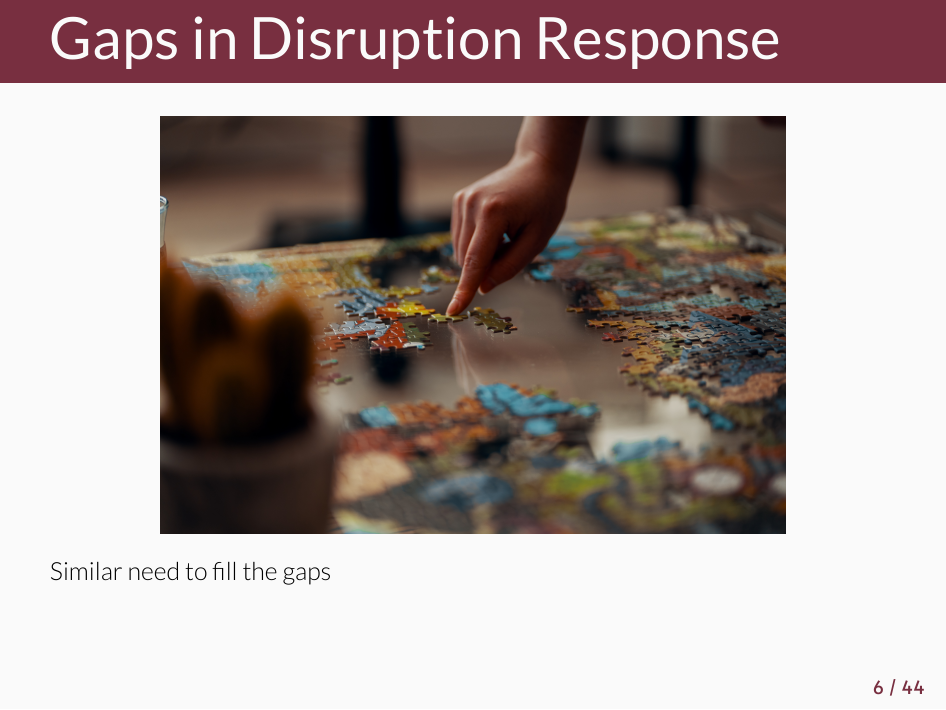 Gaps in Disruption Response
Similar need to fill the gaps
6 / 44